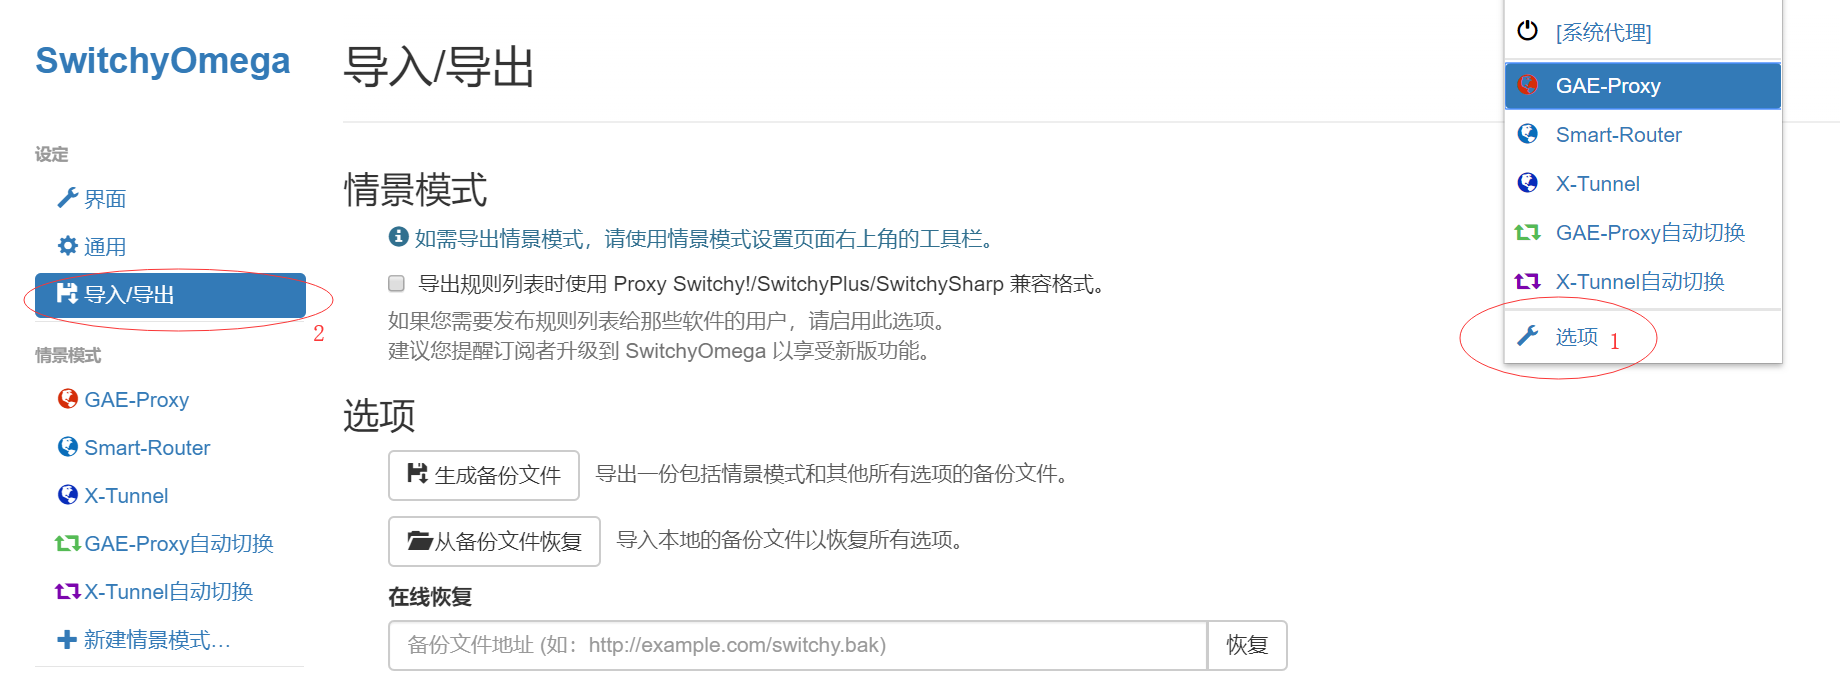 SwitchyOmega
设定
界面
通用
导入/导出
2
情景模式
GAE-Proxy
Smart-Router
X-Tunnel
GAE-Proxy自动切换
X-Tunnel自动切换
新建情景模式...
导入/导出
情景模式
如需导出情景模式，请使用情景模式设置页面右上角的工具栏。
导出规则列表时使用 Proxy Switchy!/SwitchyPlus/SwitchySharp 兼容格式。
如果您需要发布规则列表给那些软件的用户，请启用此选项。
建议您提醒订阅者升级到 SwitchyOmega 以享受新版功能。
选项
生成备份文件 导出一份包括情景模式和其他所有选项的备份文件。
从备份文件恢复 导入本地的备份文件以恢复所有选项。
在线恢复
备份文件地址 (如：http://example.com/switchy.bak) 恢复
[系统代理]
GAE-Proxy
Smart-Router
X-Tunnel
GAE-Proxy自动切换
X-Tunnel自动切换
选项 1